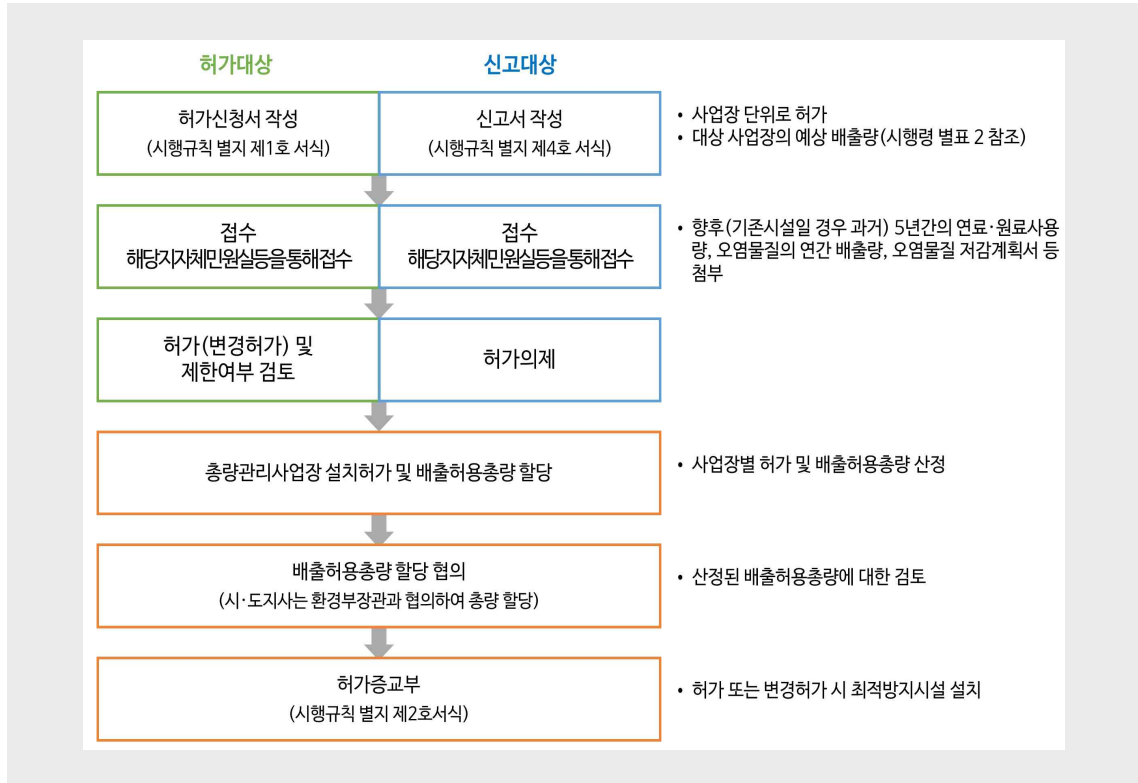 허가대상
신고대상
허가신청서 작성
(시행규칙 별지 제1호 서식)
신고서 작성
(시행규칙 별지 제4호 서식)
• 사업장 단위로 허가
• 대상 사업장의 예상 배출량(시행령 별표 2 참조)
접수
해당지자체민원실등을통해접수
접수
해당지자체민원실등을통해접수
• 향후(기존시설일 경우 과거) 5년간의 연료·원료사용
량, 오염물질의 연간 배출량, 오염물질 저감계획서 등
첨부
허가(변경허가) 및
제한여부 검토
허가의제
총량관리사업장 설치허가 및 배출허용총량 할당
• 사업장별 허가 및 배출허용총량 산정
배출허용총량 할당 협의
(시·도지사는 환경부장관과 협의하여 총량 할당)
• 산정된 배출허용총량에 대한 검토
허가증교부
(시행규칙 별지 제2호서식)
• 허가 또는 변경허가 시 최적방지시설 설치